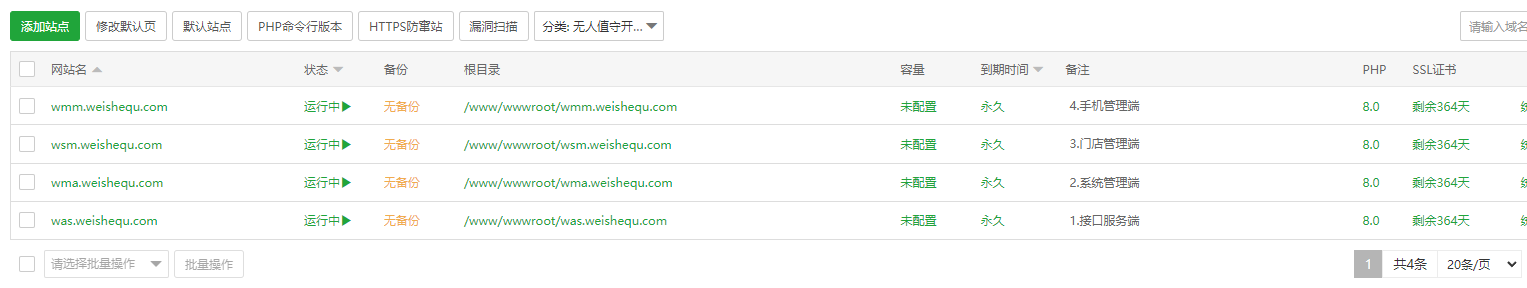 添加站点 修改默认页 默认站点 PHP命令行版本 HTTPS防窜站 漏洞扫描 分类: 无人值守开... 请输入域名
网站名 状态 备份 根目录 容量 到期时间 备注 PHP SSL证书
wmm.weishequ.com 运行中 无备份 /www/wwwroot/wmm.weishequ.com 未配置 永久 4.手机管理端 8.0 剩余364天
wsm.weishequ.com 运行中 无备份 /www/wwwroot/wsm.weishequ.com 未配置 永久 3.门店管理端 8.0 剩余364天
wma.weishequ.com 运行中 无备份 /www/wwwroot/wma.weishequ.com 未配置 永久 2.系统管理端 8.0 剩余364天
was.weishequ.com 运行中 无备份 /www/wwwroot/was.weishequ.com 未配置 永久 1.接口服务端 8.0 剩余364天
请选择批量操作 批量操作 1 共4条 20条/页